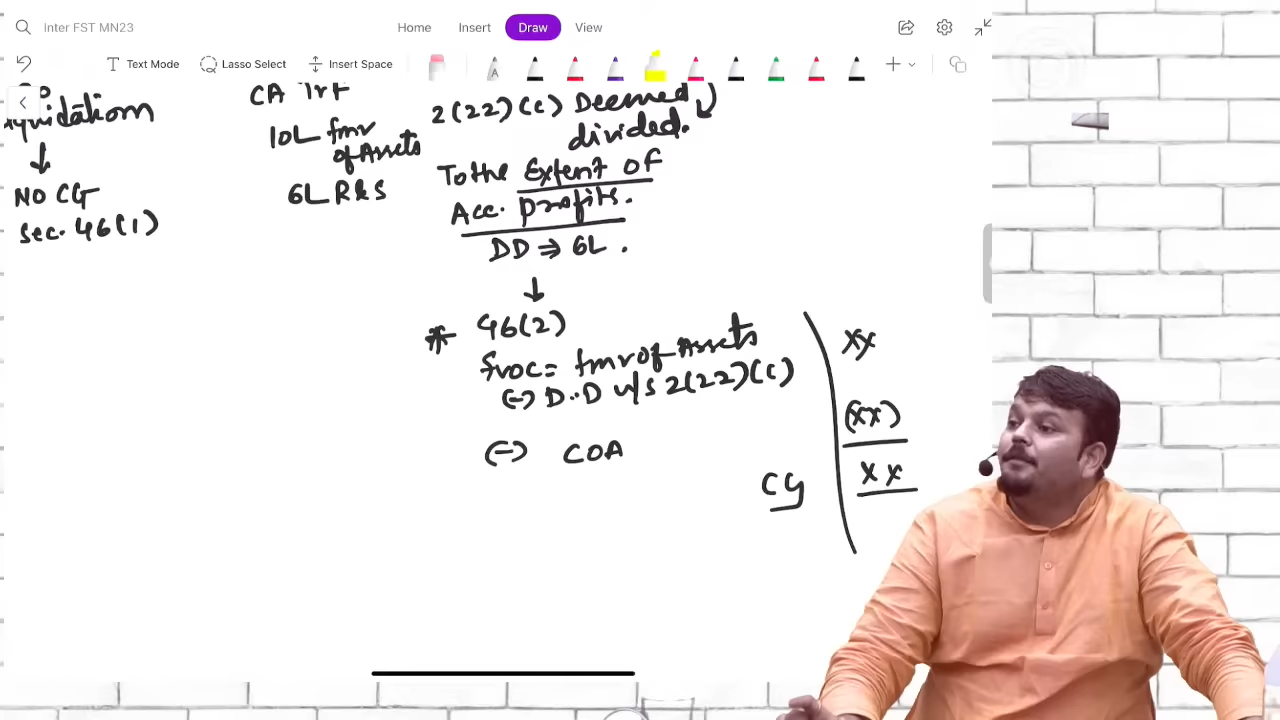 Inter FST MN23
Home Insert Draw View
Text Mode Lasso Select Insert Space
quidation
NO CG
Sec. 46(1)
CA Trf
10L fmv
of Assets
6L R&S
2(22)(c) Deemed
divided.
To the Extent of
Acc. profits.
DD ⇒ 6L.
* 46(2)
fvoc = fmv of Assets
(-) D..D u/s 2(22)(c)
(-) COA
xx
(xx)
CG xx